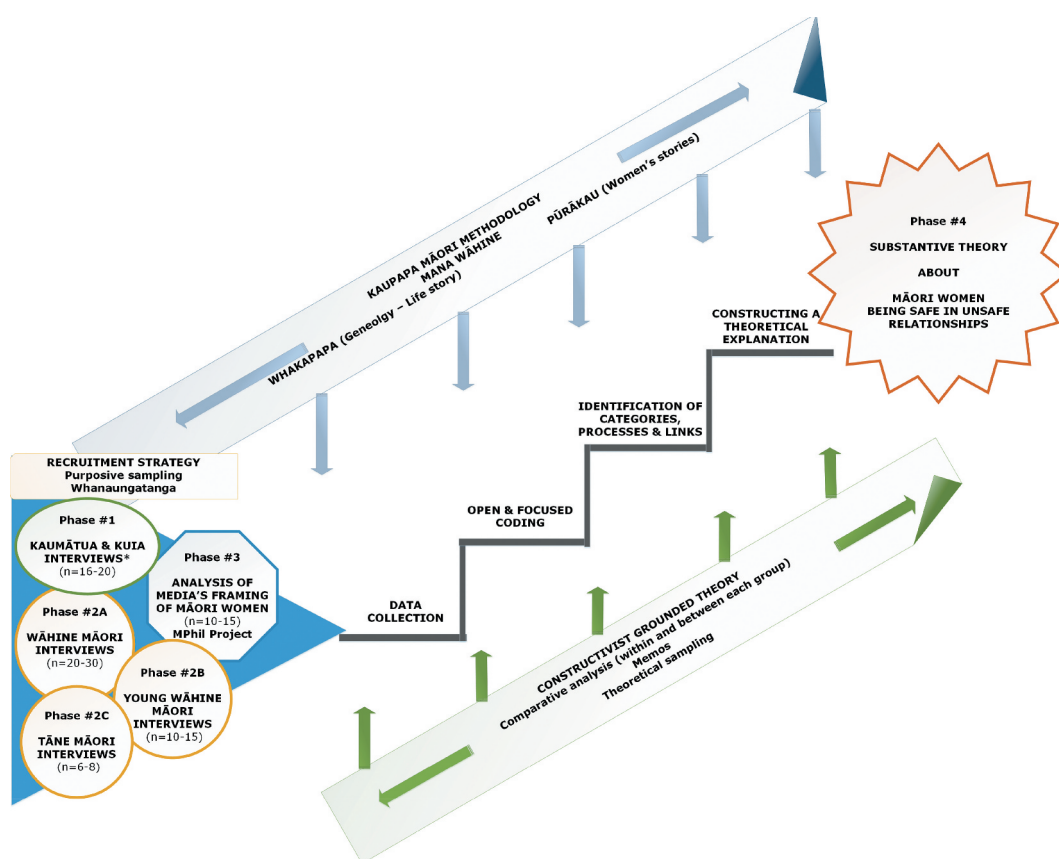 KAUPAPA MĀORI METHODOLOGY
MANA WĀHINE
WHAKAPAPA (Geneolgy – Life story)
PŪRĀKAU (Women's stories)
RECRUITMENT STRATEGY
Purposive sampling
Whanaungatanga
Phase #1
KAUMĀTUA & KUIA
INTERVIEWS*
(n=16-20)
Phase #2A
WĀHINE MĀORI
INTERVIEWS
(n=20-30)
Phase #2B
YOUNG WĀHINE
MĀORI
INTERVIEWS
(n=10-15)
Phase #2C
TĀNE MĀORI
INTERVIEWS
(n=6-8)
Phase #3
ANALYSIS OF
MEDIA'S FRAMING
OF MĀORI WOMEN
(n=10-15)
MPhil Project
DATA
COLLECTION
OPEN & FOCUSED
CODING
IDENTIFICATION OF
CATEGORIES,
PROCESSES & LINKS
CONSTRUCTING A
THEORETICAL
EXPLANATION
Phase #4
SUBSTANTIVE THEORY
ABOUT
MĀORI WOMEN
BEING SAFE IN UNSAFE
RELATIONSHIPS
CONSTRUCTIVIST GROUNDED THEORY
Comparative analysis (within and between each group)
Memos
Theoretical sampling